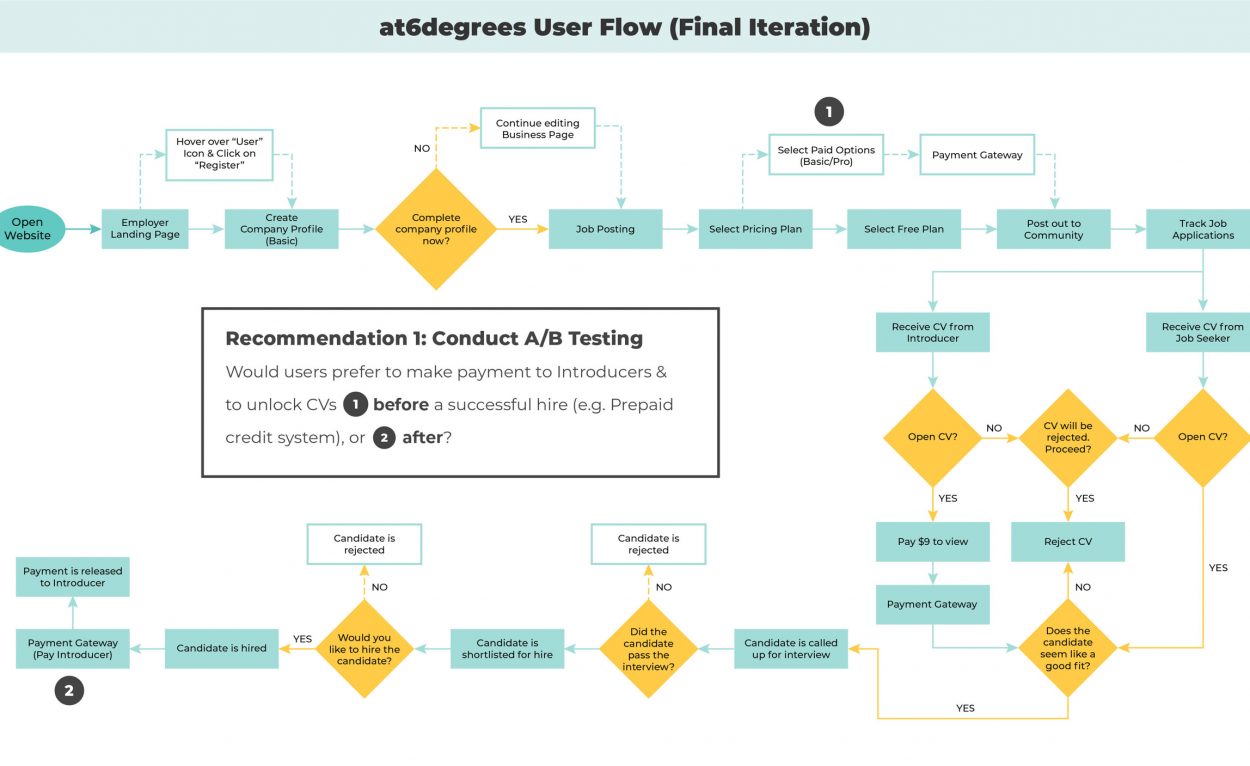 at6degrees User Flow (Final Iteration)
1
Hover over “User”
Icon & Click on
“Register”
NO
Continue editing
Business Page
Select Paid Options
(Basic/Pro)
Payment Gateway
Open
Website
Employer
Landing Page
Create
Company Profile
(Basic)
Complete
company profile
now?
YES
Job Posting
Select Pricing Plan
Select Free Plan
Post out to
Community
Track Job
Applications
Recommendation 1: Conduct A/B Testing
Would users prefer to make payment to Introducers &
to unlock CVs 1 before a successful hire (e.g. Prepaid
credit system), or 2 after?
Receive CV from
Introducer
Receive CV from
Job Seeker
Open CV?
NO
CV will be
rejected.
Proceed?
NO
Open CV?
YES
YES
Pay $9 to view
Reject CV
YES
Payment Gateway
NO
Does the
candidate
seem like a
good fit?
YES
Candidate is called
up for interview
Did the
candidate
pass the
interview?
NO
Candidate is
rejected
Candidate is
shortlisted for hire
Would you
like to hire the
candidate?
NO
Candidate is
rejected
YES
Candidate is hired
Payment Gateway
(Pay Introducer)
2
Payment is released
to Introducer